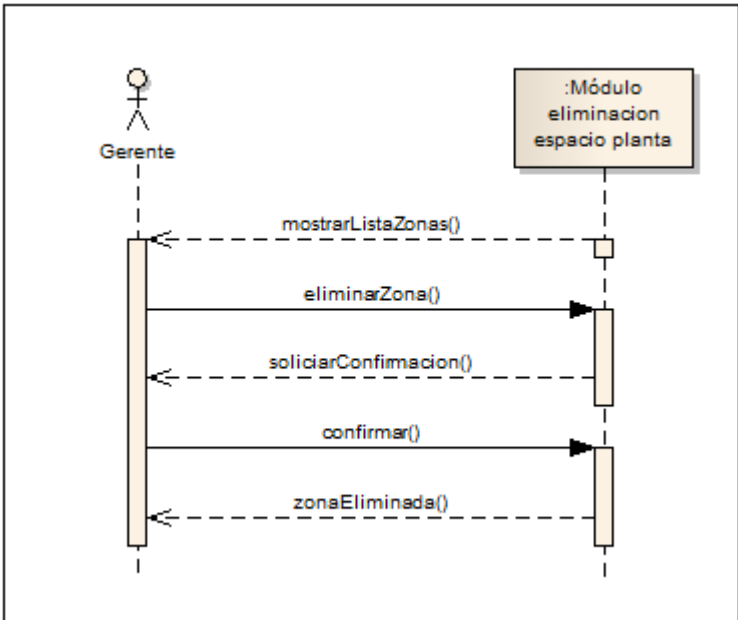 :Módulo
eliminacion
espacio planta
Gerente
mostrarListaZonas()
eliminarZona()
soliciarConfirmacion()
confirmar()
zonaEliminada()